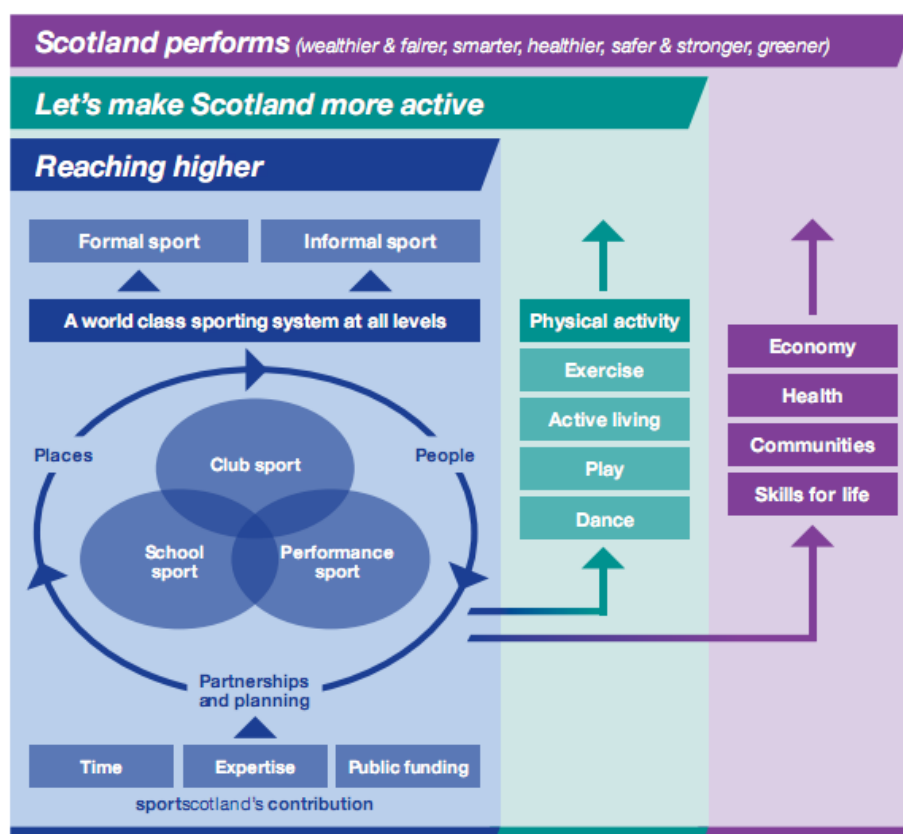 Scotland performs (wealthier & fairer, smarter, healthier, safer & stronger, greener)
Let's make Scotland more active
Reaching higher
Formal sport
Informal sport
A world class sporting system at all levels
Places
People
Club sport
School
sport
Performance
sport
Partnerships
and planning
Time
Expertise
Public funding
sportscotland's contribution
Physical activity
Exercise
Active living
Play
Dance
Economy
Health
Communities
Skills for life